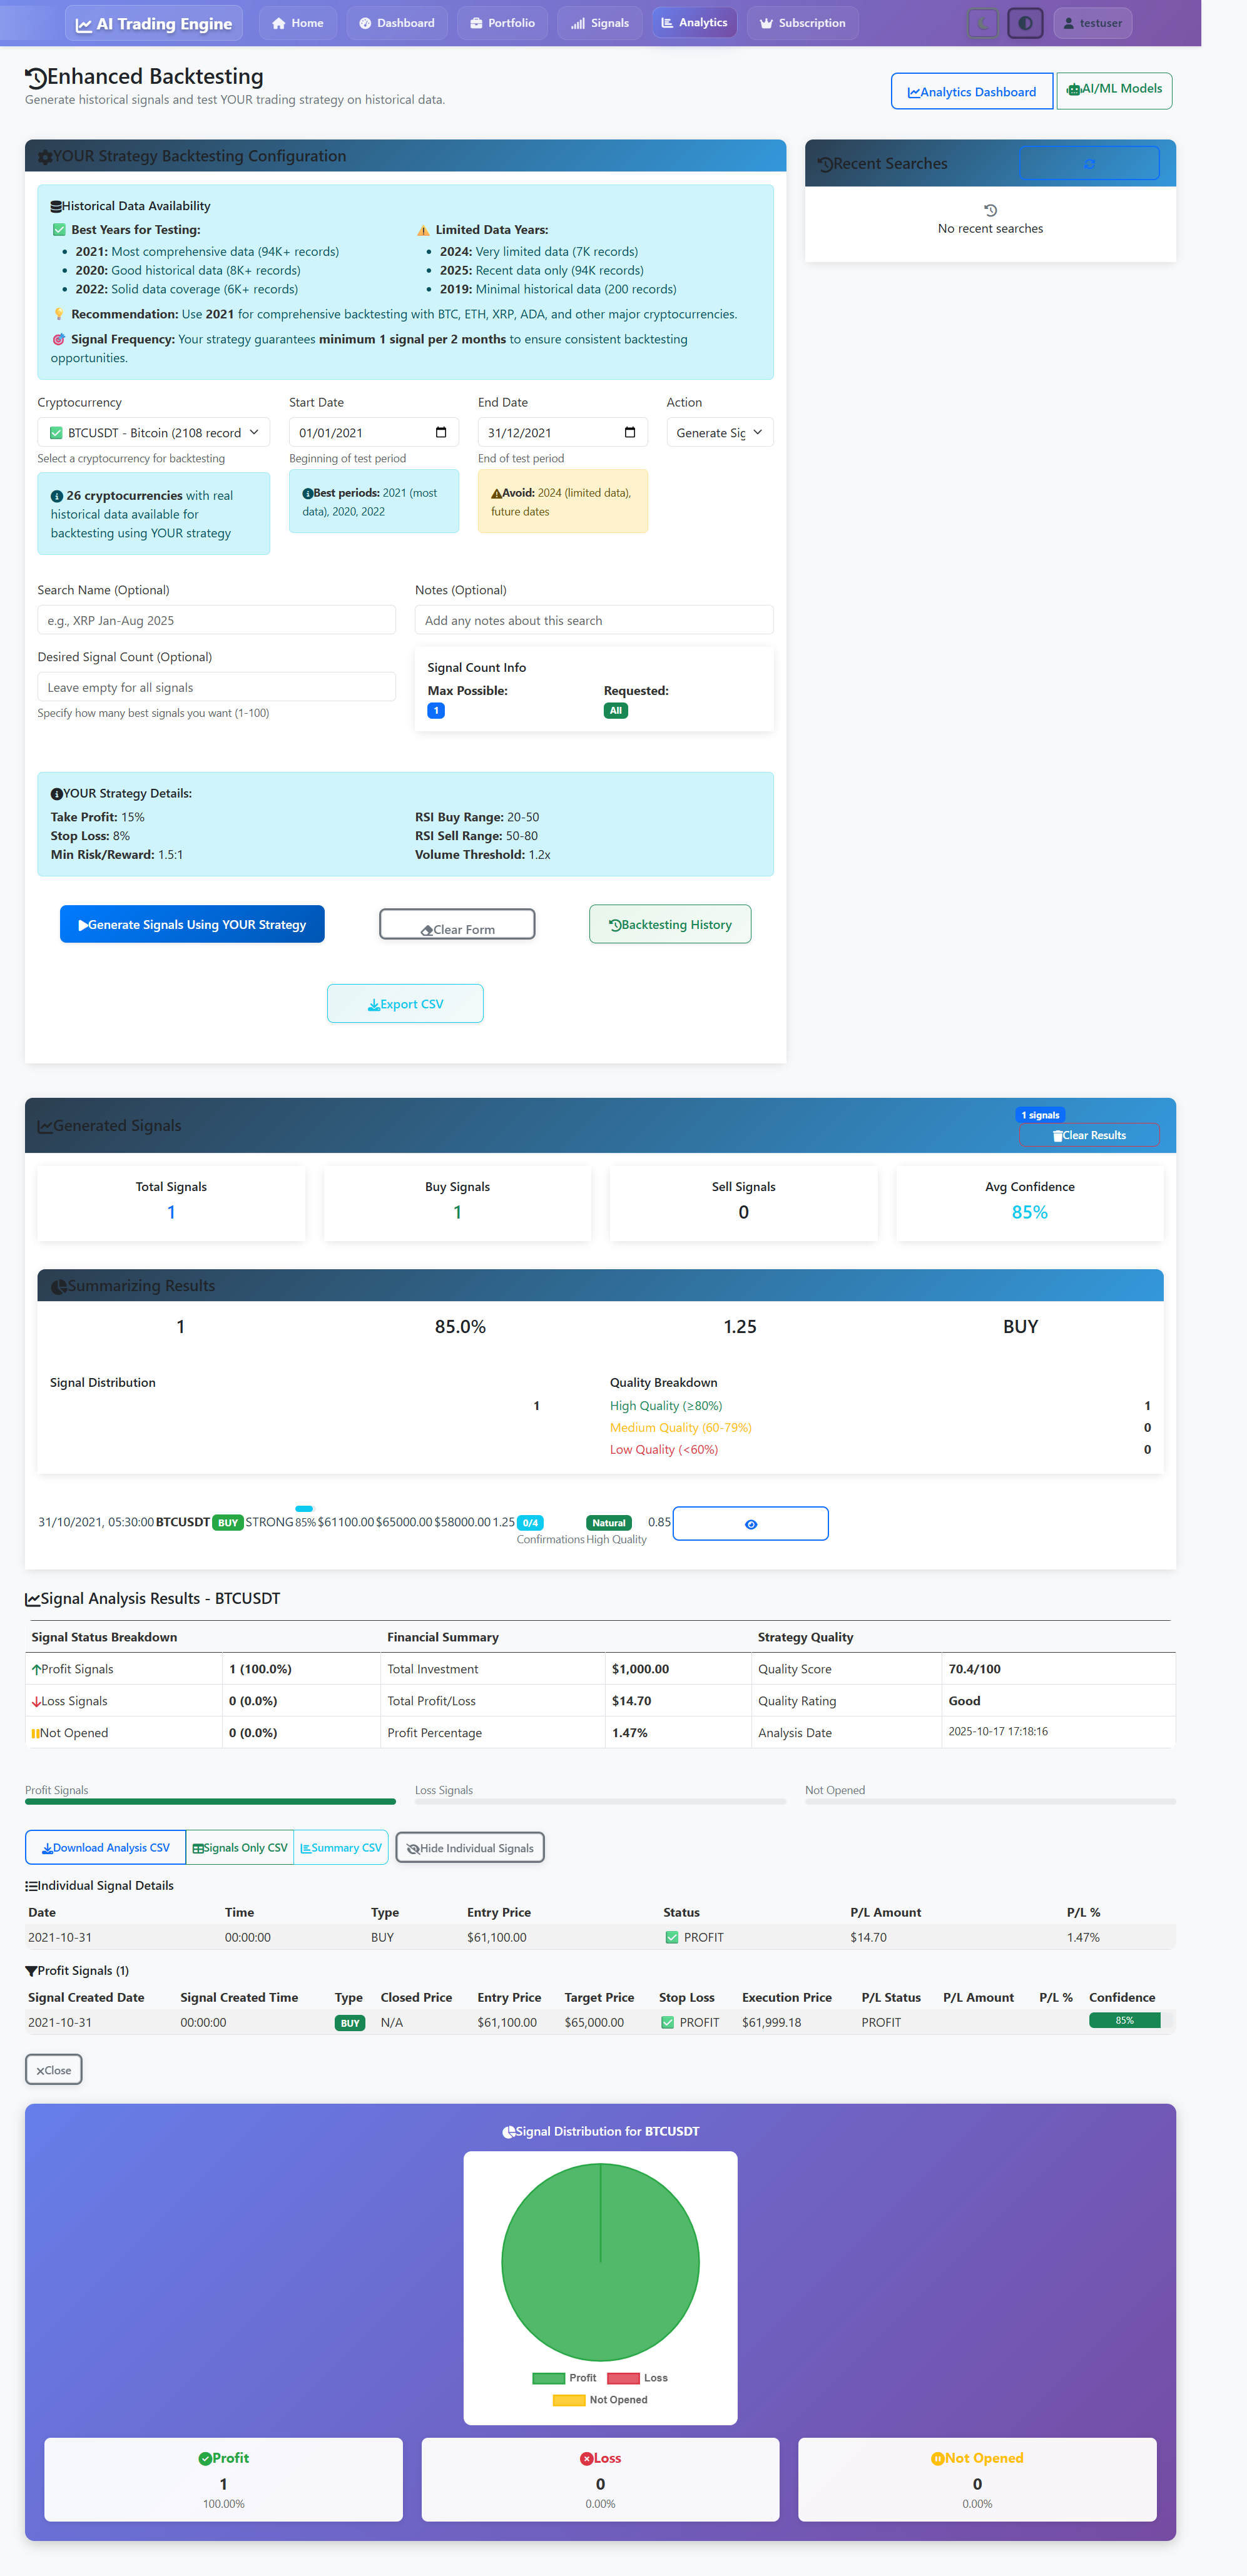 AI Trading Engine
Home
Dashboard
Portfolio
Signals
Analytics
Subscription
testuser
Enhanced Backtesting
Generate historical signals and test YOUR trading strategy on historical data.
Analytics Dashboard
AI/ML Models
YOUR Strategy Backtesting Configuration
Historical Data Availability
✅ Best Years for Testing:
• 2021: Most comprehensive data (94K+ records)
• 2020: Good historical data (8K+ records)
• 2022: Solid data coverage (6K+ records)
⚠️ Limited Data Years:
• 2024: Very limited data (7K records)
• 2025: Recent data only (94K records)
• 2019: Minimal historical data (200 records)
💡 Recommendation: Use 2021 for comprehensive backtesting with BTC, ETH, XRP, ADA, and other major cryptocurrencies.
🎯 Signal Frequency: Your strategy guarantees minimum 1 signal per 2 months to ensure consistent backtesting
opportunities.
Cryptocurrency
✅ BTCUSDT - Bitcoin (2108 record
Select a cryptocurrency for backtesting
26 cryptocurrencies with real
historical data available for
backtesting using YOUR strategy
Start Date
01/01/2021
Beginning of test period
Best periods: 2021 (most
data), 2020, 2022
End Date
31/12/2021
End of test period
Avoid: 2024 (limited data),
future dates
Action
Generate Sig
Search Name (Optional)
e.g., XRP Jan-Aug 2025
Notes (Optional)
Add any notes about this search
Desired Signal Count (Optional)
Leave empty for all signals
Specify how many best signals you want (1-100)
Signal Count Info
Max Possible: Requested:
1 All
YOUR Strategy Details:
Take Profit: 15%
Stop Loss: 8%
Min Risk/Reward: 1.5:1
RSI Buy Range: 20-50
RSI Sell Range: 50-80
Volume Threshold: 1.2x
Generate Signals Using YOUR Strategy
Clear Form
Backtesting History
Export CSV
Recent Searches
No recent searches
Generated Signals
1 signals
Clear Results
Total Signals
1
Buy Signals
1
Sell Signals
0
Avg Confidence
85%
Summarizing Results
1 85.0% 1.25 BUY
Signal Distribution
1
Quality Breakdown
High Quality (≥80%) 1
Medium Quality (60-79%) 0
Low Quality (<60%) 0
31/10/2021, 05:30:00 BTCUSDT BUY STRONG 85% $61100.00 $65000.00 $58000.00 1.25 0/4 Natural 0.85
Confirmations High Quality
Signal Analysis Results - BTCUSDT
Signal Status Breakdown Financial Summary Strategy Quality
Profit Signals 1 (100.0%) Total Investment $1,000.00 Quality Score 70.4/100
Loss Signals 0 (0.0%) Total Profit/Loss $14.70 Quality Rating Good
Not Opened 0 (0.0%) Profit Percentage 1.47% Analysis Date 2025-10-17 17:18:16
Profit Signals Loss Signals Not Opened
Download Analysis CSV
Signals Only CSV
Summary CSV
Hide Individual Signals
Individual Signal Details
Date Time Type Entry Price Status P/L Amount P/L %
2021-10-31 00:00:00 BUY $61,100.00 ✅ PROFIT $14.70 1.47%
Profit Signals (1)
Signal Created Date Signal Created Time Type Closed Price Entry Price Target Price Stop Loss Execution Price P/L Status P/L Amount P/L % Confidence
2021-10-31 00:00:00 BUY N/A $61,100.00 $65,000.00 ✅ PROFIT $61,999.18 PROFIT 85%
Close
Signal Distribution for BTCUSDT
Profit Loss
Not Opened
Profit
1
100.00%
Loss
0
0.00%
Not Opened
0
0.00%